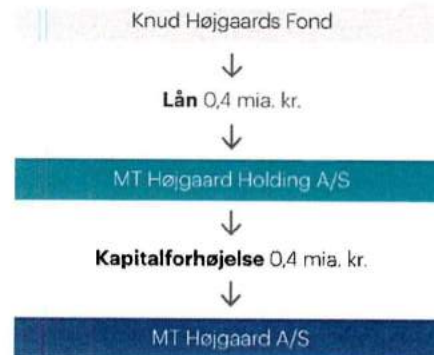 Knud Højgaards Fond
Lån 0,4 mia. kr.
MT Højgaard Holding A/S
Kapitalforhøjelse 0,4 mia. kr.
MT Højgaard A/S